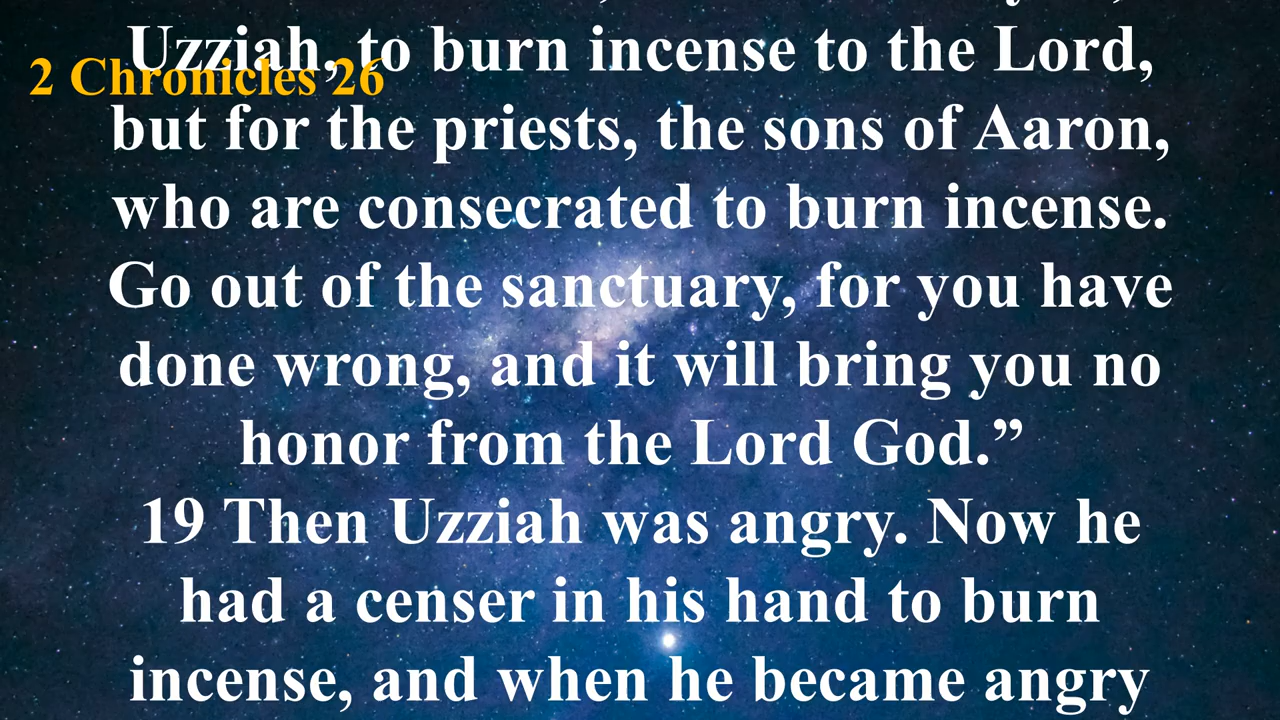 Uzziah, to burn incense to the Lord,
2 Chronicles 26
but for the priests, the sons of Aaron,
who are consecrated to burn incense.
Go out of the sanctuary, for you have
done wrong, and it will bring you no
honor from the Lord God.”
19 Then Uzziah was angry. Now he
had a censer in his hand to burn
incense, and when he became angry